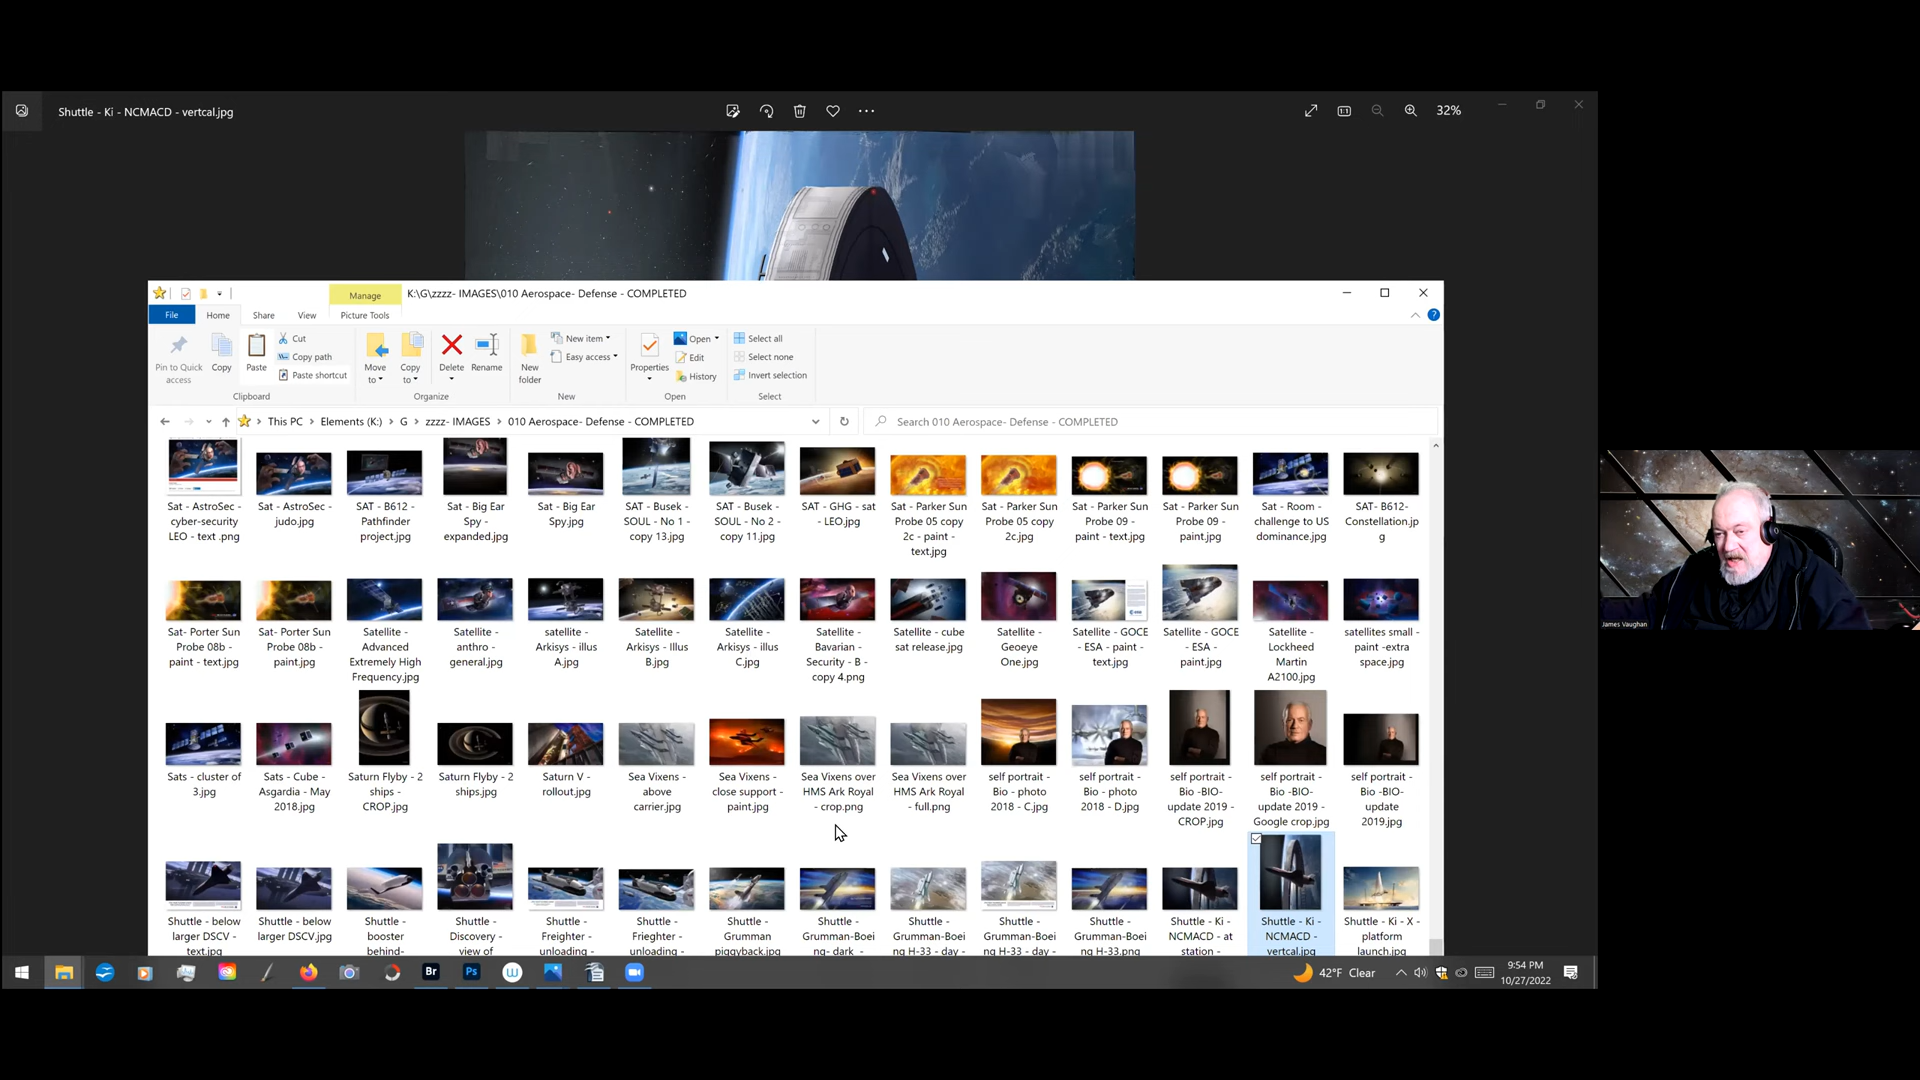 Shuttle - Ki - NCMACD - vertcal.jpg
32%
Manage
K:\G\zzzz- IMAGES\010 Aerospace- Defense - COMPLETED
File
Home
Share
View
Picture Tools
Pin to Quick
access
Copy
Paste
Cut
Copy path
Paste shortcut
Clipboard
Move
to
Copy
to
Delete
Rename
Organize
New
folder
New item
Easy access
New
Properties
Open
Edit
History
Open
Select all
Select none
Invert selection
Select
This PC
Elements (K:)
G
zzzz- IMAGES
010 Aerospace- Defense - COMPLETED
Search 010 Aerospace- Defense - COMPLETED
Sat - AstroSec -
cyber-security
LEO - text .png
Sat - AstroSec -
judo.jpg
SAT - B612 -
Pathfinder
project.jpg
Sat - Big Ear
Spy -
expanded.jpg
Sat - Big Ear
Spy.jpg
SAT - Busek -
SOUL - No 1 -
copy 13.jpg
SAT - Busek -
SOUL - No 2 -
copy 11.jpg
SAT - GHG - sat
- LEO.jpg
Sat - Parker Sun
Probe 05 copy
2c - paint -
text.jpg
Sat - Parker Sun
Probe 05 copy
2c.jpg
Sat - Parker Sun
Probe 09 -
paint - text.jpg
Sat - Parker Sun
Probe 09 -
paint.jpg
Sat - Room -
challenge to US
dominance.jpg
SAT- B612-
Constellation.jp
g
Sat- Porter Sun
Probe 08b -
paint - text.jpg
Sat- Porter Sun
Probe 08b -
paint.jpg
Satellite -
Advanced
Extremely High
Frequency.jpg
Satellite -
anthro -
general.jpg
satellite -
Arkisys - illus
A.jpg
Satellite -
Arkisys - Illus
B.jpg
Satellite -
Arkisys - illus
C.jpg
Satellite -
Bavarian -
Security - B -
copy 4.png
Satellite - cube
sat release.jpg
Satellite -
Geoeye
One.jpg
Satellite - GOCE
- ESA - paint -
text.jpg
Satellite - GOCE
- ESA -
paint.jpg
Satellite -
Lockheed
Martin
A2100.jpg
satellites small -
paint -extra
space.jpg
Sats - cluster of
3.jpg
Sats - Cube -
Asgardia - May
2018.jpg
Saturn Flyby - 2
ships -
CROP.jpg
Saturn Flyby - 2
ships.jpg
Saturn V -
rollout.jpg
Sea Vixens -
above
carrier.jpg
Sea Vixens -
close support -
paint.jpg
Sea Vixens over
HMS Ark Royal
- crop.png
Sea Vixens over
HMS Ark Royal
- full.png
self portrait -
Bio - photo
2018 - C.jpg
self portrait -
Bio - photo
2018 - D.jpg
self portrait -
Bio -BIO-
update 2019 -
CROP.jpg
self portrait -
Bio -BIO-
update 2019 -
Google crop.jpg
self portrait -
Bio -BIO-
update
2019.jpg
Shuttle - below
larger DSCV -
text.jpg
Shuttle - below
larger DSCV.jpg
Shuttle -
booster
behind-
Shuttle -
Discovery -
view of
Shuttle -
Freighter -
unloading -
Shuttle -
Frieghter -
unloading -
Shuttle -
Grumman
piggyback.jpg
Shuttle -
Grumman-Boei
ng- dark -
Shuttle -
Grumman-Boei
ng H-33 - day -
Shuttle -
Grumman-Boei
ng H-33 - day -
Shuttle -
Grumman-Boei
ng H-33.png
Shuttle - Ki -
NCMACD - at
station -
Shuttle - Ki -
NCMACD -
vertcal.jpg
Shuttle - Ki - X -
platform
launch.jpg
James Vaughan
Br
Ps
42°F Clear
9:54 PM
10/27/2022